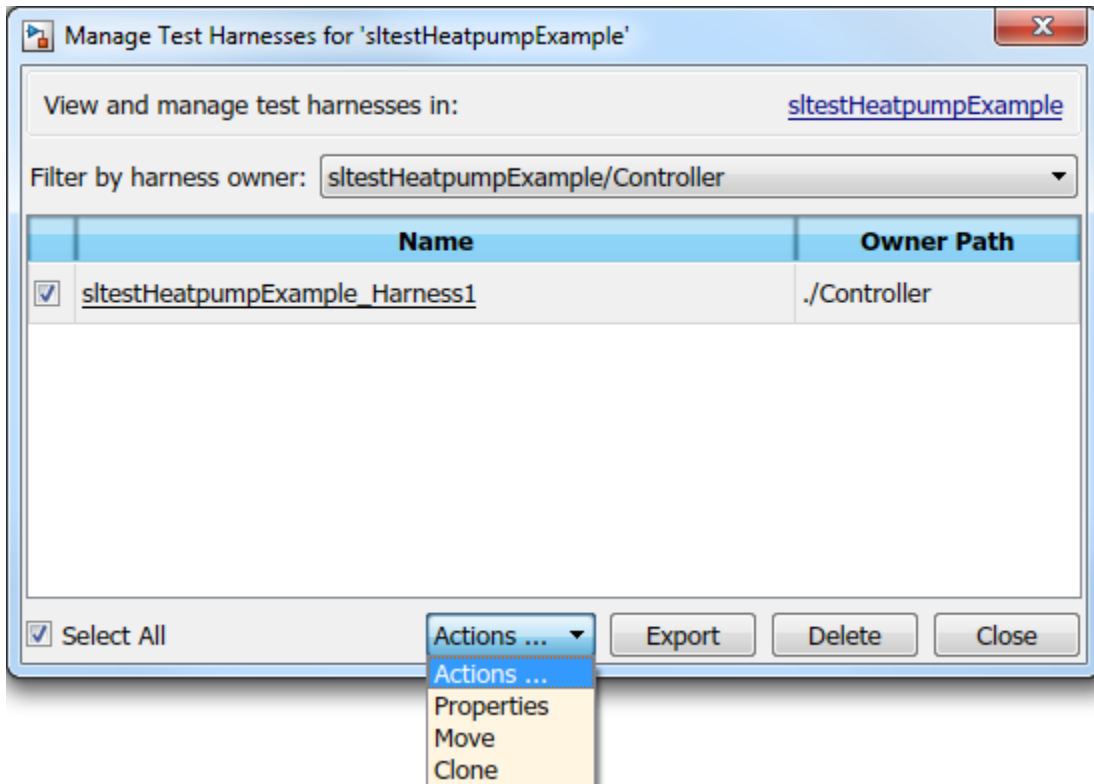 Manage Test Harnesses for 'sltestHeatpumpExample'
View and manage test harnesses in: sltestHeatpumpExample
Filter by harness owner: sltestHeatpumpExample/Controller
Name Owner Path
sltestHeatpumpExample_Harness1 ./Controller
Select All Actions ... Export Delete Close
Actions ...
Properties
Move
Clone